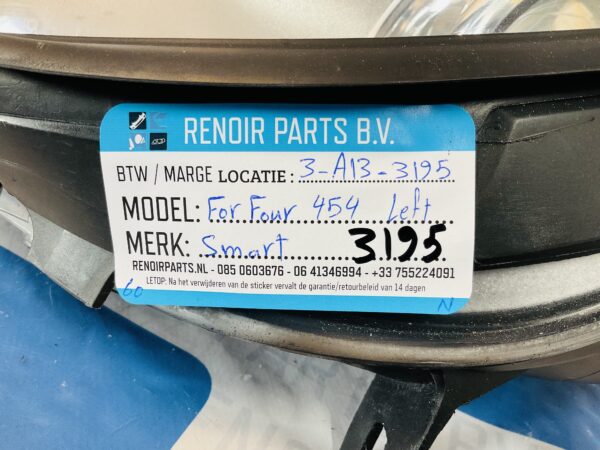 RENOIR PARTS B.V.
BTW / MARGE LOCATIE : 3-A13-3195
MODEL: For Four 454 Left
MERK: Smart 3195
RENOIRPARTS.NL - 085 0603676 - 06 41346994 - +33 755224091
LETOP: Na het verwijderen van de sticker vervalt de garantie/retourbeleid van 14 dagen
60 N